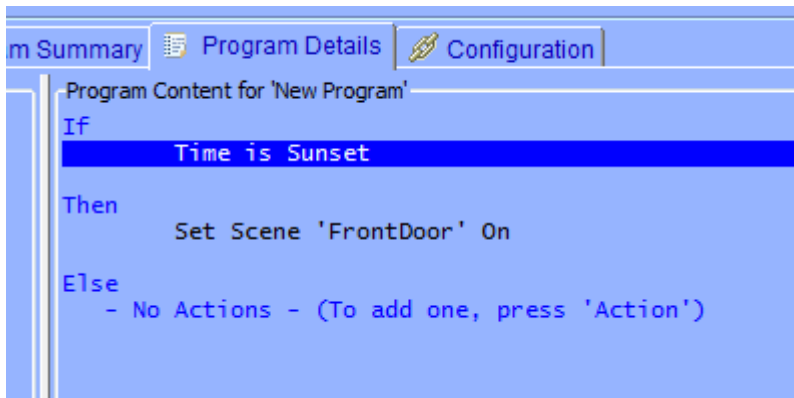 m Summary Program Details Configuration
Program Content for 'New Program'
If
Time is Sunset
Then
Set Scene 'FrontDoor' On
Else
- No Actions - (To add one, press 'Action')